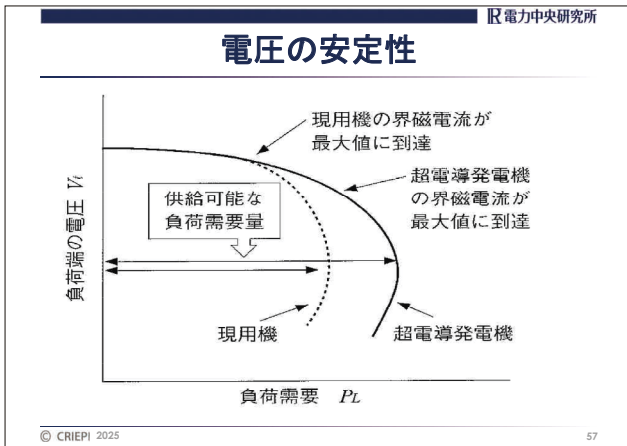 電力中央研究所
電圧の安定性
現用機の界磁電流が
最大値に到達
超電導発電機
の界磁電流が
最大値に到達
供給可能な
負荷需要量
負荷端の電圧 Vt
現用機
超電導発電機
負荷需要 PL
© CRIEPI 2025
57